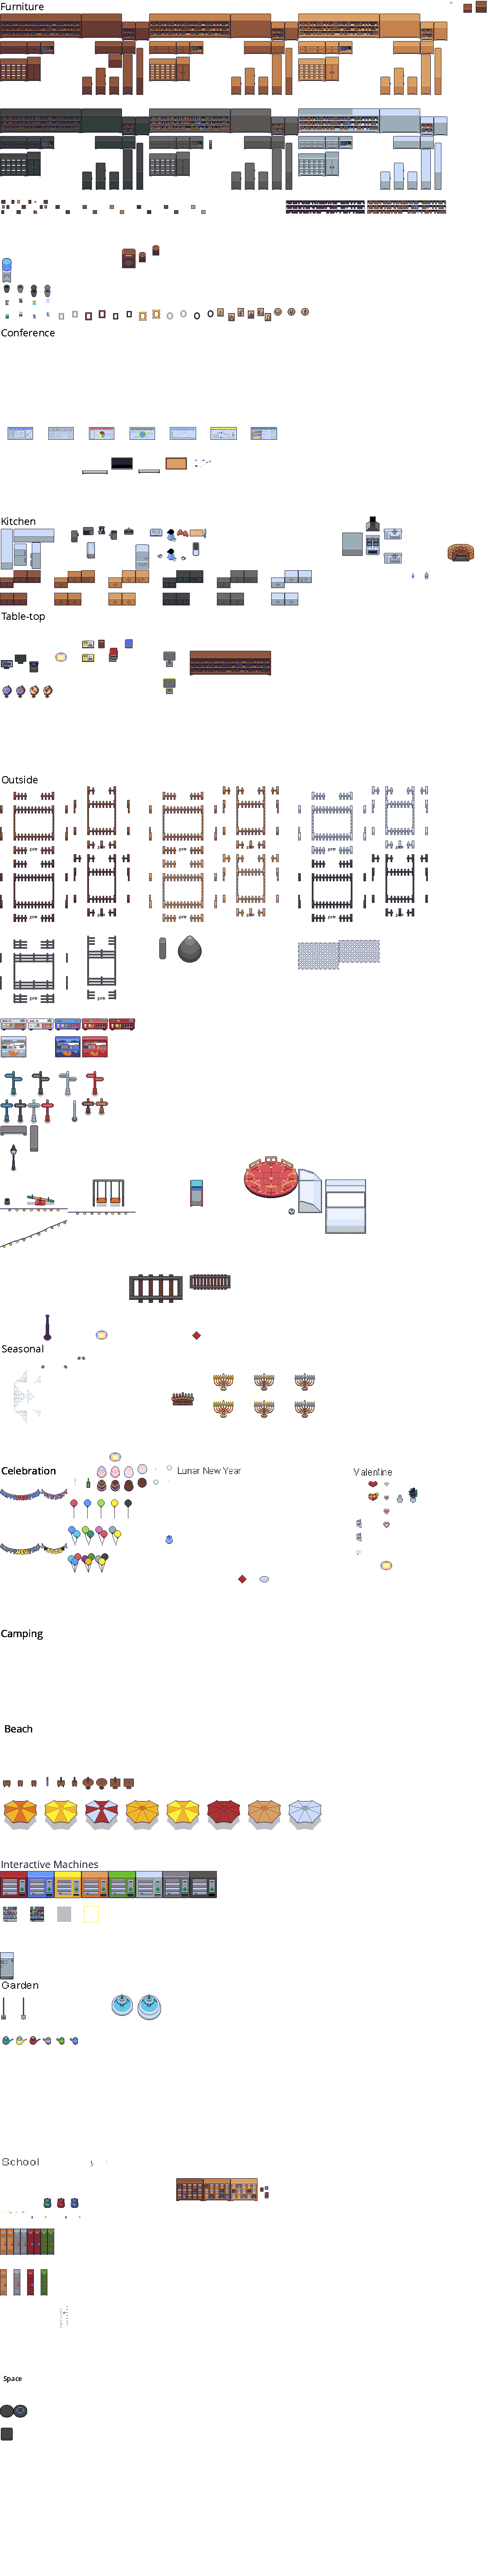 Furniture
Conference
Kitchen
Table-top
Outside
Seasonal
Celebration
Lunar New Year
Valentine
Camping
Beach
Interactive Machines
Garden
School
Space